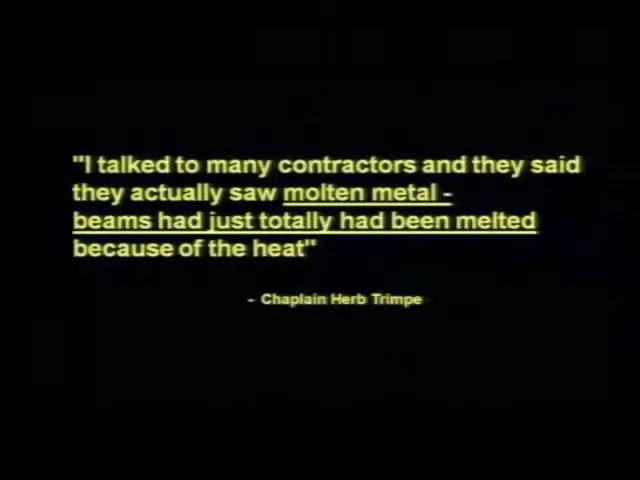 "I talked to many contractors and they said
they actually saw molten metal -
beams had just totally had been melted
because of the heat"
- Chaplain Herb Trimpe